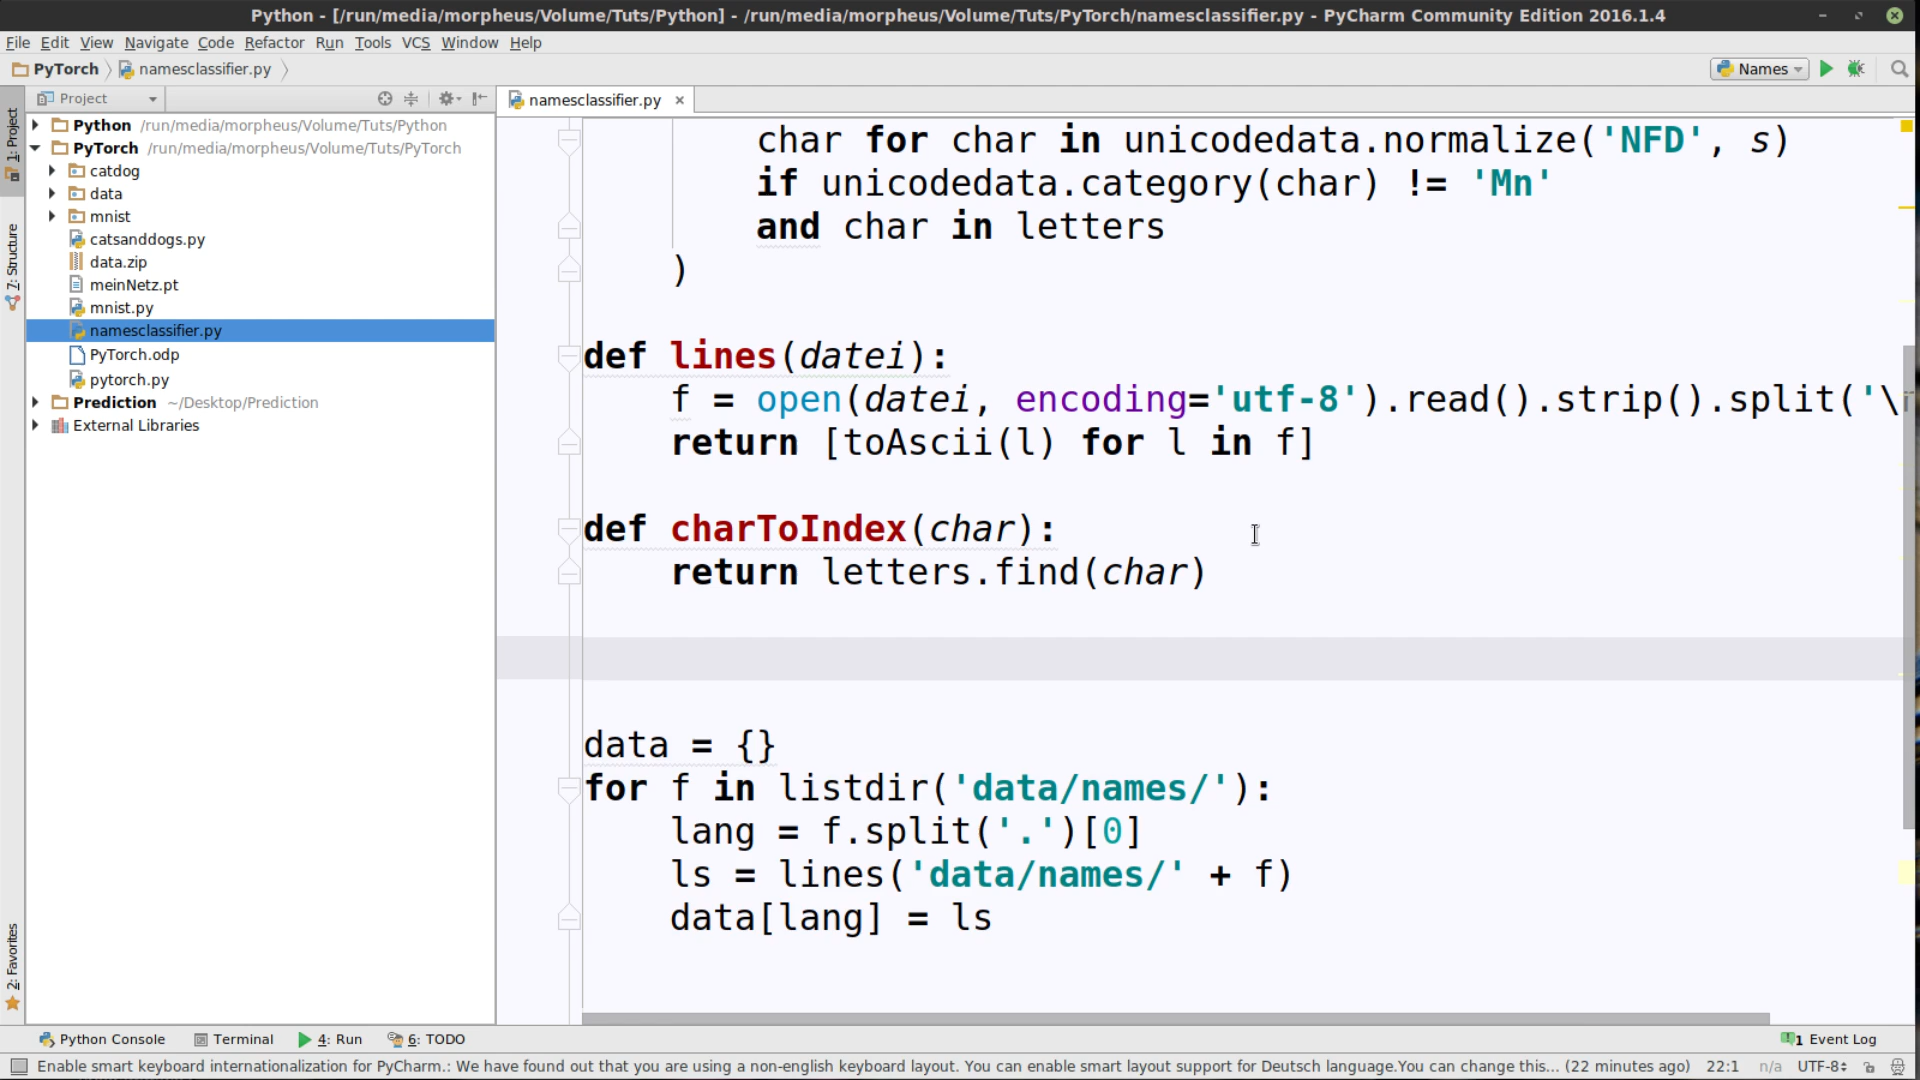 Python - [/run/media/morpheus/Volume/Tuts/Python] - /run/media/morpheus/Volume/Tuts/PyTorch/namesclassifier.py - PyCharm Community Edition 2016.1.4
File Edit View Navigate Code Refactor Run Tools VCS Window Help
PyTorch namesclassifier.py Names
Project
namesclassifier.py
1: Project
7: Structure
2: Favorites
Python /run/media/morpheus/Volume/Tuts/Python
PyTorch /run/media/morpheus/Volume/Tuts/PyTorch
catdog
data
mnist
catsanddogs.py
data.zip
meinNetz.pt
mnist.py
namesclassifier.py
PyTorch.odp
pytorch.py
Prediction ~/Desktop/Prediction
External Libraries
char for char in unicodedata.normalize('NFD', s)
if unicodedata.category(char) != 'Mn'
and char in letters
)
def lines(datei):
f = open(datei, encoding='utf-8').read().strip().split('\
return [toAscii(l) for l in f]
def charToIndex(char):
return letters.find(char)
data = {}
for f in listdir('data/names/'):
lang = f.split('.')[0]
ls = lines('data/names/' + f)
data[lang] = ls
Python Console Terminal 4: Run 6: TODO 1 Event Log
Enable smart keyboard internationalization for PyCharm.: We have found out that you are using a non-english keyboard layout. You can enable smart layout support for Deutsch language.You can change this... (22 minutes ago) 22:1 n/a UTF-8